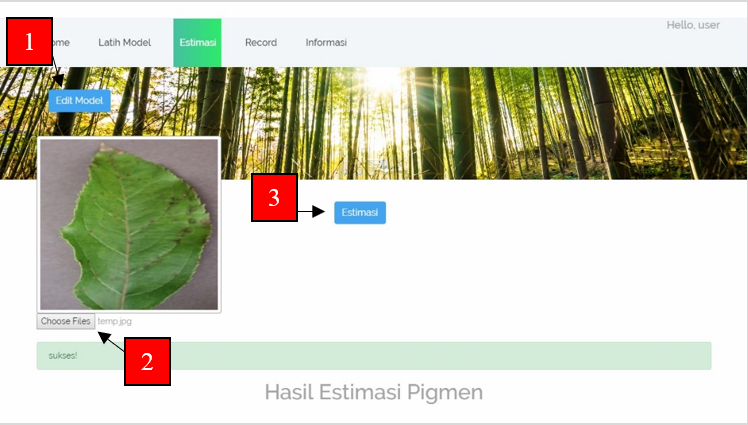 Hello, user
1
ome Latih Model Estimasi Record Informasi
Edit Model
3
Estimasi
Choose Files temp.jpg
sukses!
2
Hasil Estimasi Pigmen